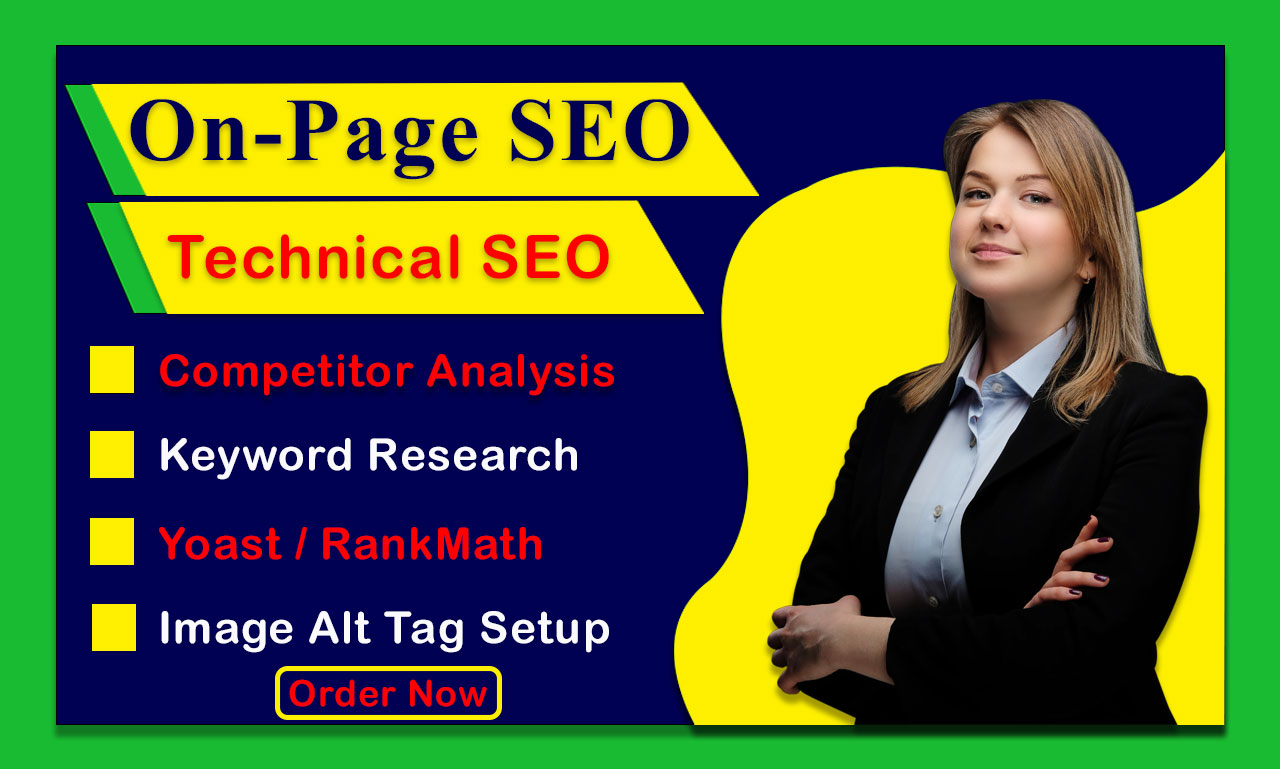 On-Page SEO
Technical SEO
Competitor Analysis
Keyword Research
Yoast / RankMath
Image Alt Tag Setup
Order Now